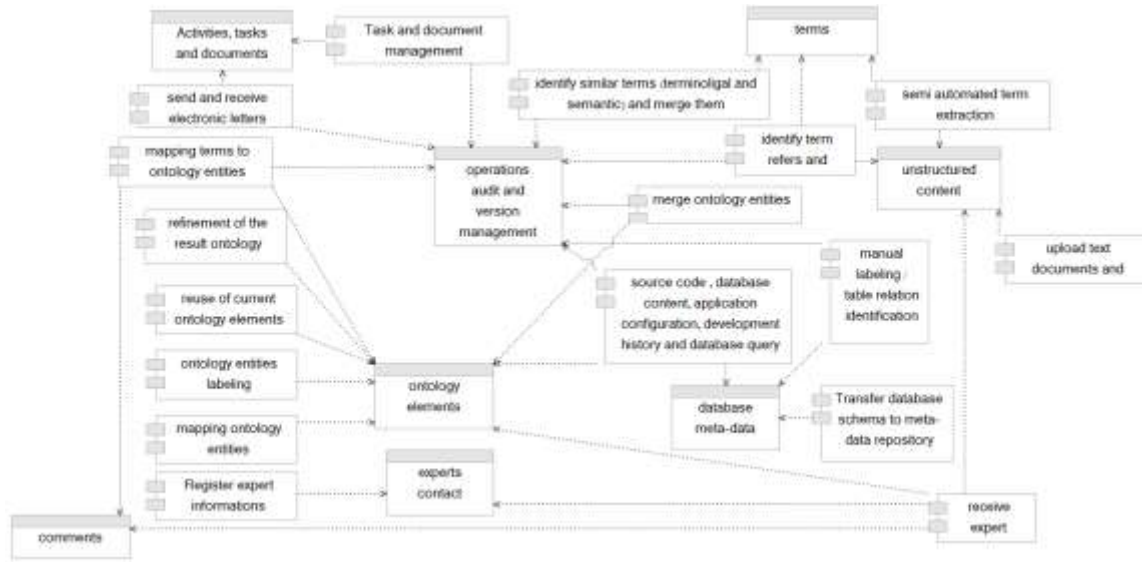 Activities, tasks
and documents
Task and document
management
terms
send and receive
electronic letters
identify similar terms (terminoligal and
semantic) and merge them
semi automated term
extraction
mapping terms to
ontology entities
operations
audit and
version
management
identify term
refers and
unstructured
content
refinement of the
result ontology
merge ontology entities
upload text
documents and
reuse of current
ontology elements
source code , database
content, application
configuration, development
history and database query
manual
labeling
table relation
identification
ontology entities
labeling
ontology
elements
database
meta-data
Transfer database
schema to meta-
data repository
mapping ontology
entities
Register expert
informations
experts
contact
receive
expert
comments